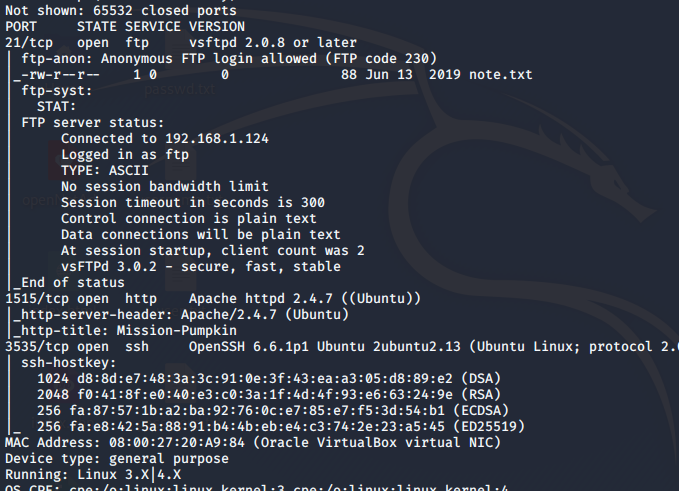 Not shown: 65532 closed ports
PORT     STATE SERVICE VERSION
21/tcp   open  ftp     vsftpd 2.0.8 or later
| ftp-anon: Anonymous FTP login allowed (FTP code 230)
|_-rw-r--r--    1 0        0              88 Jun 13  2019 note.txt
| ftp-syst:
|   STAT:
| FTP server status:
|      Connected to 192.168.1.124
|      Logged in as ftp
|      TYPE: ASCII
|      No session bandwidth limit
|      Session timeout in seconds is 300
|      Control connection is plain text
|      Data connections will be plain text
|      At session startup, client count was 2
|      vsFTPd 3.0.2 - secure, fast, stable
|_End of status
1515/tcp open  http    Apache httpd 2.4.7 ((Ubuntu))
|_http-server-header: Apache/2.4.7 (Ubuntu)
|_http-title: Mission-Pumpkin
3535/tcp open  ssh     OpenSSH 6.6.1p1 Ubuntu 2ubuntu2.13 (Ubuntu Linux; protocol 2.0
| ssh-hostkey:
|   1024 d8:8d:e7:48:3a:3c:91:0e:3f:43:ea:a3:05:d8:89:e2 (DSA)
|   2048 f0:41:8f:e0:40:e3:c0:3a:1f:4d:4f:93:e6:63:24:9e (RSA)
|   256 fa:87:57:1b:a2:ba:92:76:0c:e7:85:e7:f5:3d:54:b1 (ECDSA)
|_  256 fa:e8:42:5a:88:91:b4:4b:eb:e4:c3:74:2e:23:a5:45 (ED25519)
MAC Address: 08:00:27:20:A9:84 (Oracle VirtualBox virtual NIC)
Device type: general purpose
Running: Linux 3.X|4.X
OS CPE: cpe:/o:linux:linux_kernel:3 cpe:/o:linux:linux_kernel:4
passwd.txt